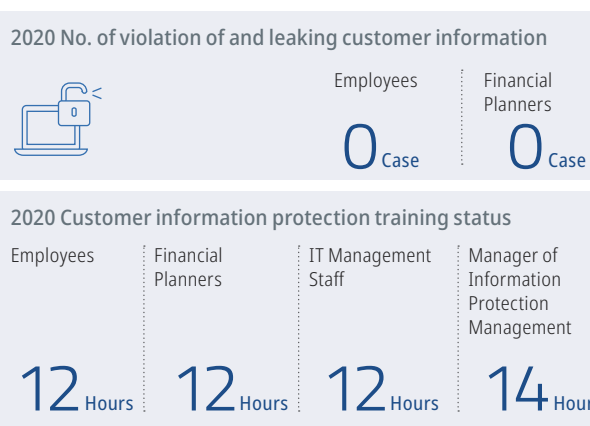 2020 No. of violation of and leaking customer information
Employees
0 Case
Financial
Planners
0 Case
2020 Customer information protection training status
Employees
12 Hours
Financial
Planners
12 Hours
IT Management
Staff
12 Hours
Manager of
Information
Protection
Management
14 Hour